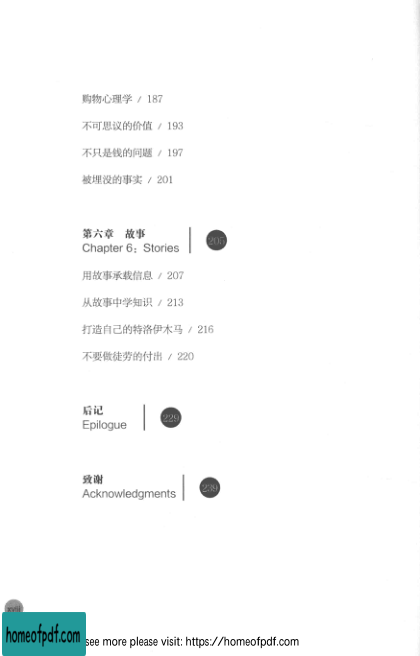 购物心理学 / 187
不可思议的价值 / 193
不只是钱的问题 / 197
被埋没的事实 / 201
第六章 故事
Chapter 6：Stories
205
用故事承载信息 / 207
从故事中学知识 / 213
打造自己的特洛伊木马 / 216
不要做徒劳的付出 / 220
后记
Epilogue
229
致谢
Acknowledgments
239
homeofpdf.com
see more please visit: https://homeofpdf.com